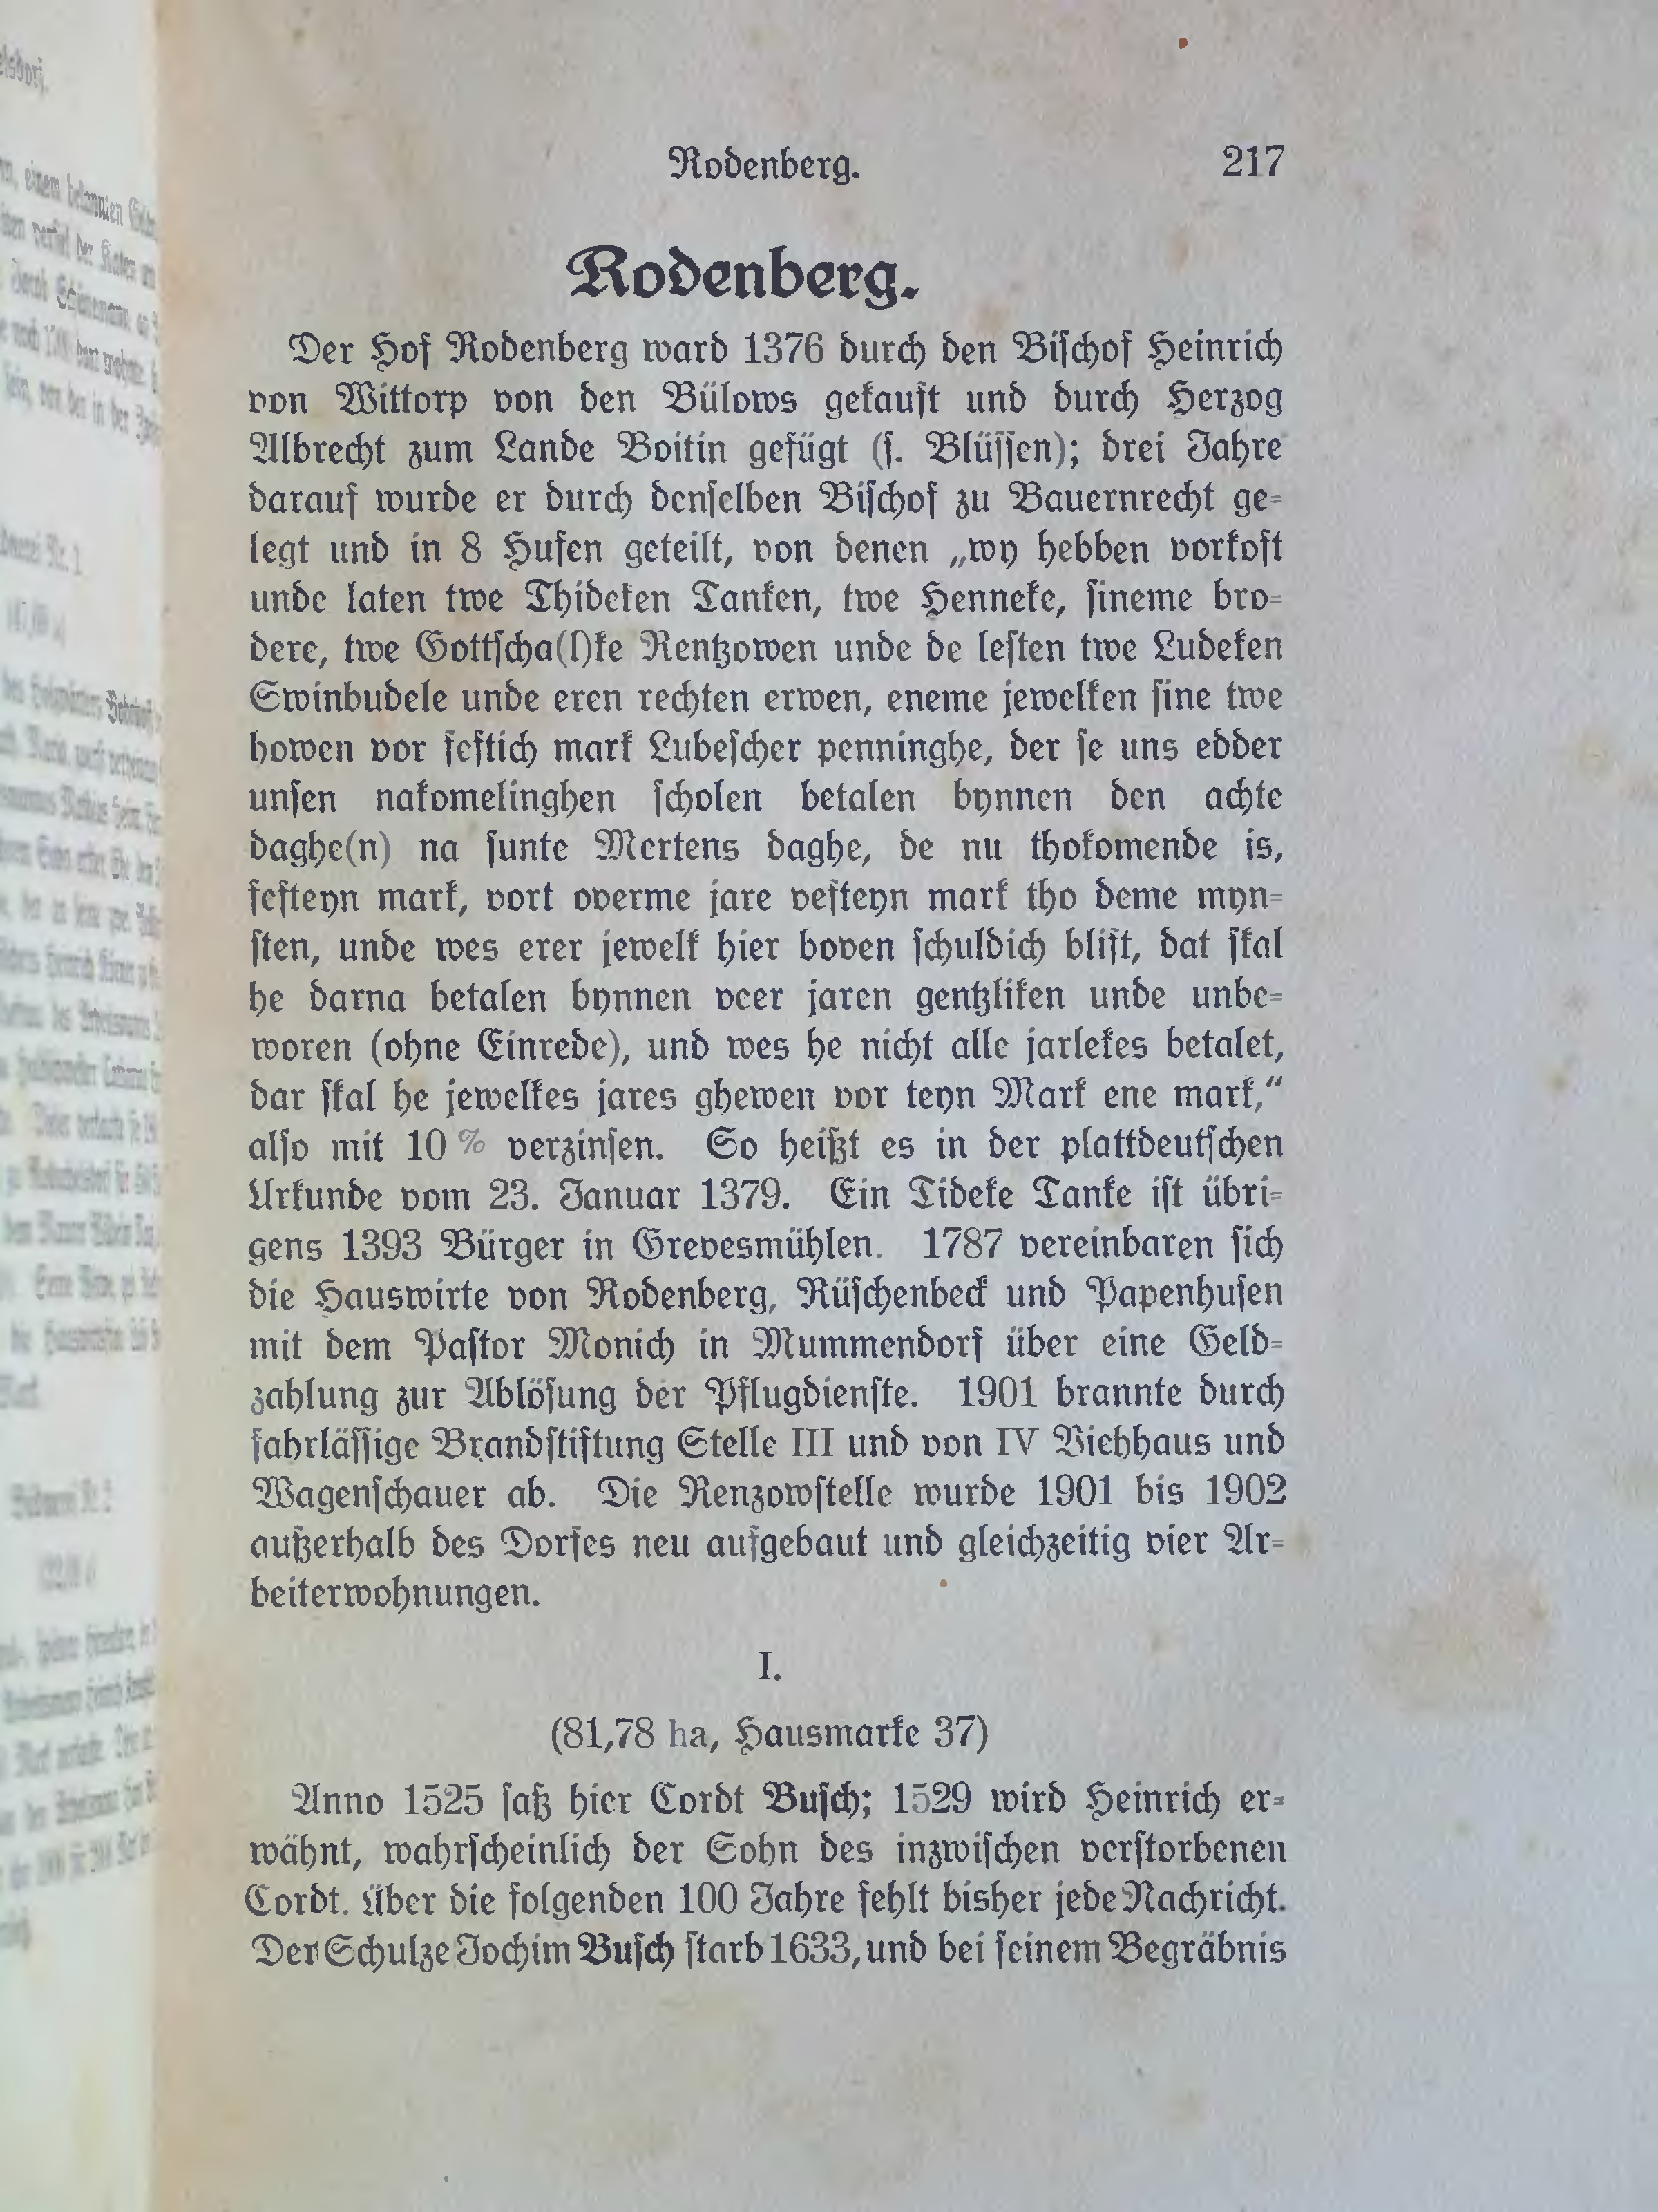 Rodenberg. 217
Rodenberg.
Der Hof Rodenberg ward 1376 durch den Biſchof Heinrich
von Wittorp von den Bülows gekauft und durch Herzog
Albrecht zum Lande Boitin gefügt (ſ. Blüſſen); drei Jahre
darauf wurde er durch denſelben Biſchof zu Bauernrecht ge-
legt und in 8 Hufen geteilt, von denen „wy hebben vorkoft
unde laten twe Thideken Tanken, twe Henneke, ſineme bro-
dere, twe Gottſcha(l)ke Rentzowen unde de leſten twe Ludeken
Swinbudele unde eren rechten erwen, eneme jewelken ſine twe
howen vor ſeſtich mark Lubeſcher penninghe, der ſe uns edder
unſen nakomelinghen ſcholen betalen bynnen den achte
daghe(n) na ſunte Mertens daghe, de nu thokomende is,
ſeſteyn mark, vort overme jare veſteyn mark tho deme myn-
ſten, unde wes erer jewelk hier boven ſchuldich blift, dat ſkal
he darna betalen bynnen veer jaren gentzliken unde unbe-
woren (ohne Einrede), und wes he nicht alle jarlekes betalet,
dar ſkal he jewelkes jares ghewen vor teyn Mark ene mark,“
alſo mit 10 % verzinſen. So heißt es in der plattdeutſchen
Urkunde vom 23. Januar 1379. Ein Tideke Tanke iſt übri-
gens 1393 Bürger in Grevesmühlen. 1787 vereinbaren ſich
die Hauswirte von Rodenberg, Rüſchenbeck und Papenhuſen
mit dem Paſtor Monich in Mummendorf über eine Geld-
zahlung zur Ablöſung der Pflugdienſte. 1901 brannte durch
fahrläſſige Brandſtiftung Stelle III und von IV Viehhaus und
Wagenſchauer ab. Die Renzowſtelle wurde 1901 bis 1902
außerhalb des Dorfes neu aufgebaut und gleichzeitig vier Ar-
beiterwohnungen.
I.
(81,78 ha, Hausmarke 37)
Anno 1525 ſaß hier Cordt Buſch; 1529 wird Heinrich er-
wähnt, wahrſcheinlich der Sohn des inzwiſchen verſtorbenen
Cordt. Über die folgenden 100 Jahre fehlt bisher jede Nachricht.
Der Schulze Jochim Buſch ſtarb 1633, und bei ſeinem Begräbnis